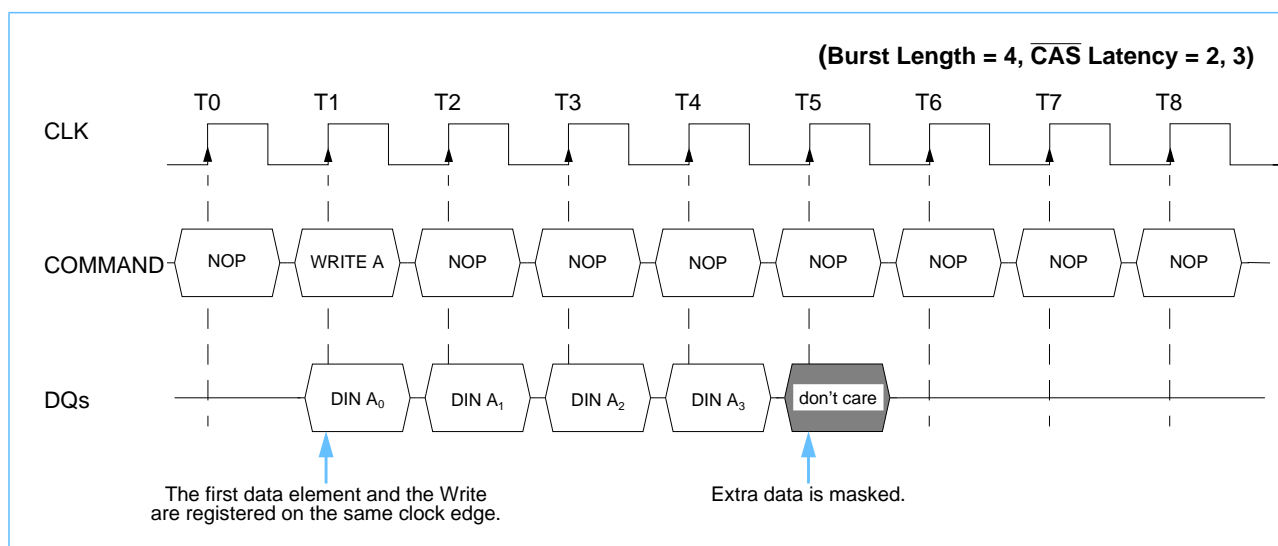 (Burst Length = 4, C̅A̅S̅ Latency = 2, 3)
T0 T1 T2 T3 T4 T5 T6 T7 T8
CLK
COMMAND NOP WRITE A NOP NOP NOP NOP NOP NOP NOP
DQs DIN A₀ DIN A₁ DIN A₂ DIN A₃ don't care
The first data element and the Write
are registered on the same clock edge.
Extra data is masked.